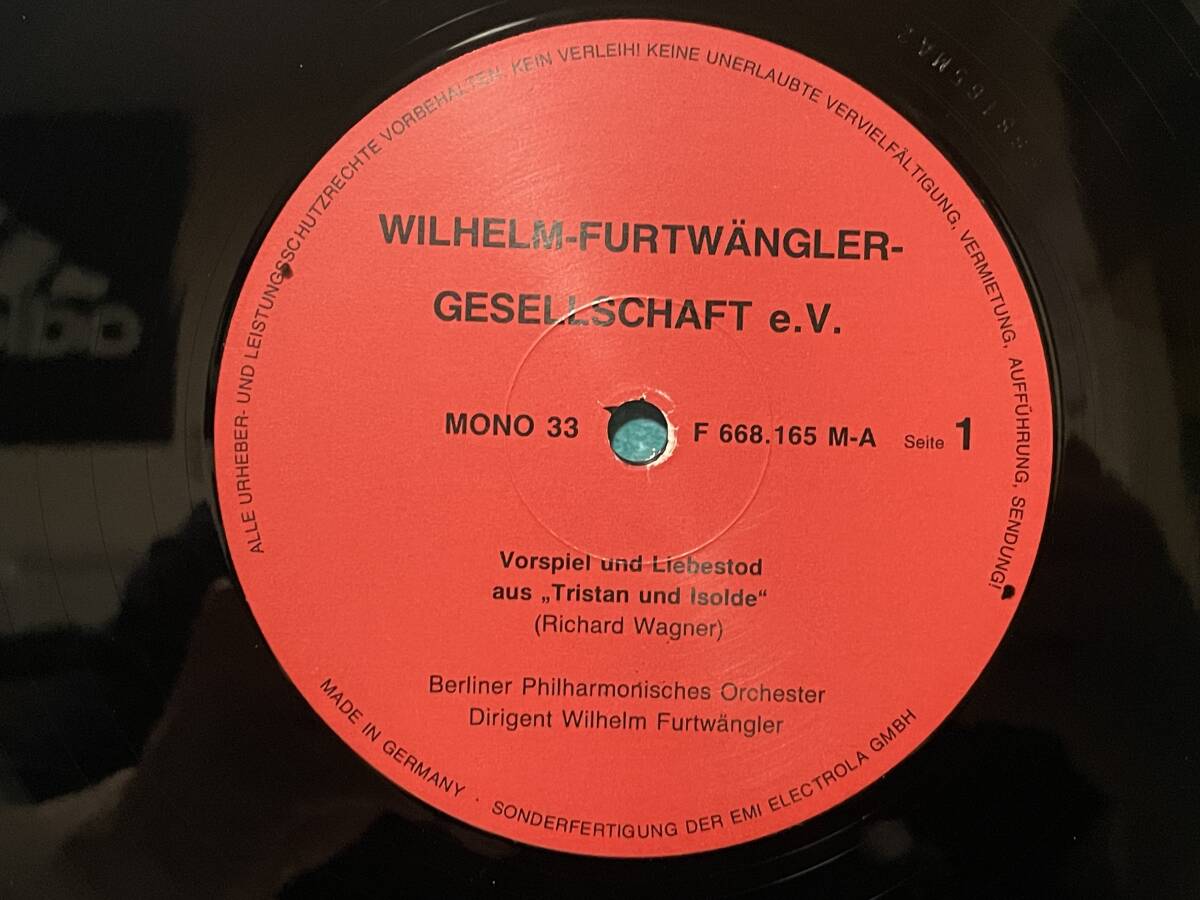 ALLE URHEBER- UND LEISTUNGSSCHUTZRECHTE VORBEHALTEN. KEIN VERLEIH! KEINE UNERLAUBTE VERVIELFÄLTIGUNG, VERMIETUNG, AUFFÜHRUNG, SENDUNG!
WILHELM-FURTWÄNGLER-
GESELLSCHAFT e.V.
MONO 33 F 668.165 M-A Seite 1
Vorspiel und Liebestod
aus „Tristan und Isolde"
(Richard Wagner)
Berliner Philharmonisches Orchester
Dirigent Wilhelm Furtwängler
MADE IN GERMANY · SONDERFERTIGUNG DER EMI ELECTROLA GMBH